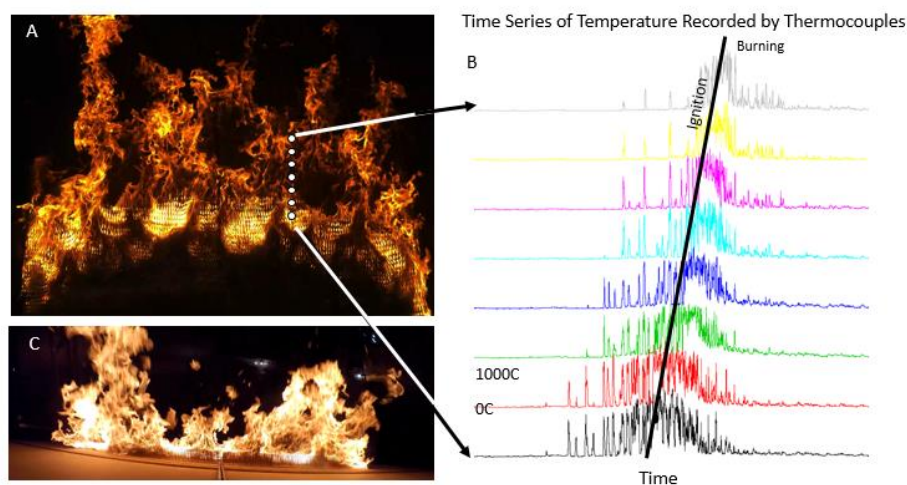 Time Series of Temperature Recorded by Thermocouples
A
B
Burning
Ignition
C
1000C
0C
Time